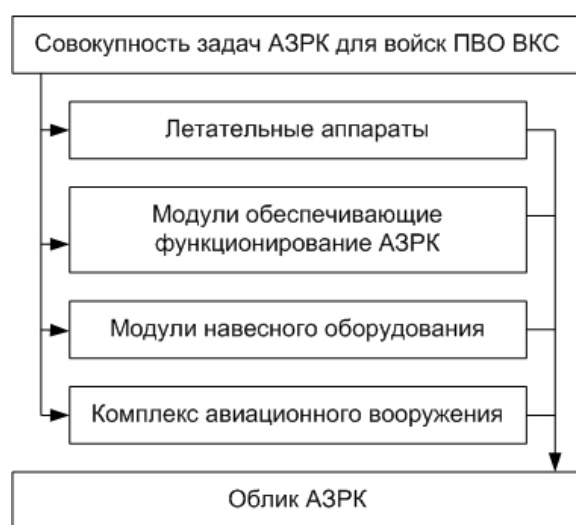 Совокупность задач АЗРК для войск ПВО ВКС
Летательные аппараты
Модули обеспечивающие
функционирование АЗРК
Модули навесного оборудования
Комплекс авиационного вооружения
Облик АЗРК